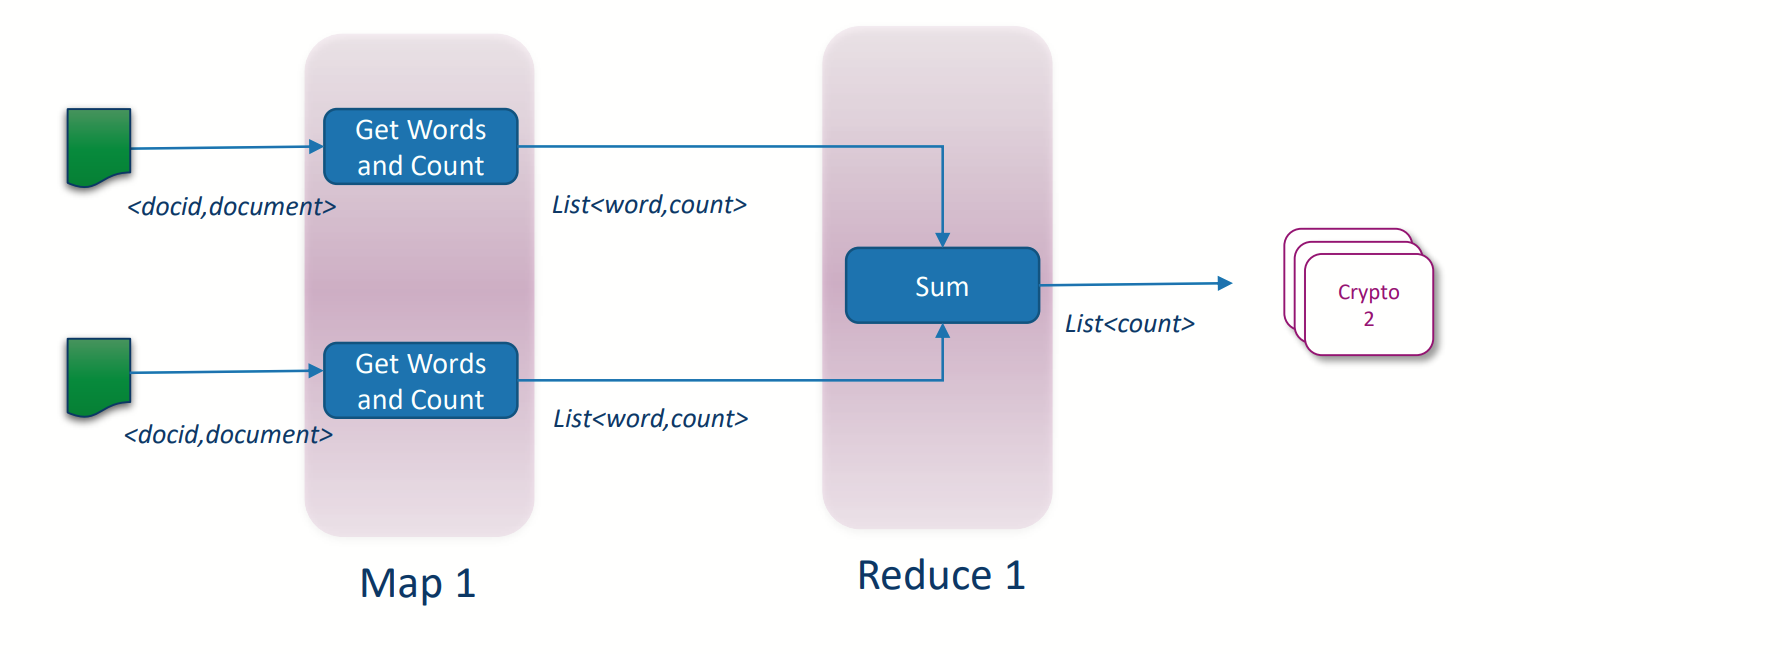 Get Words
and Count
<docid,document>
List<word,count>
Sum
List<count>
Crypto
2
Get Words
and Count
<docid,document>
List<word,count>
Map 1
Reduce 1